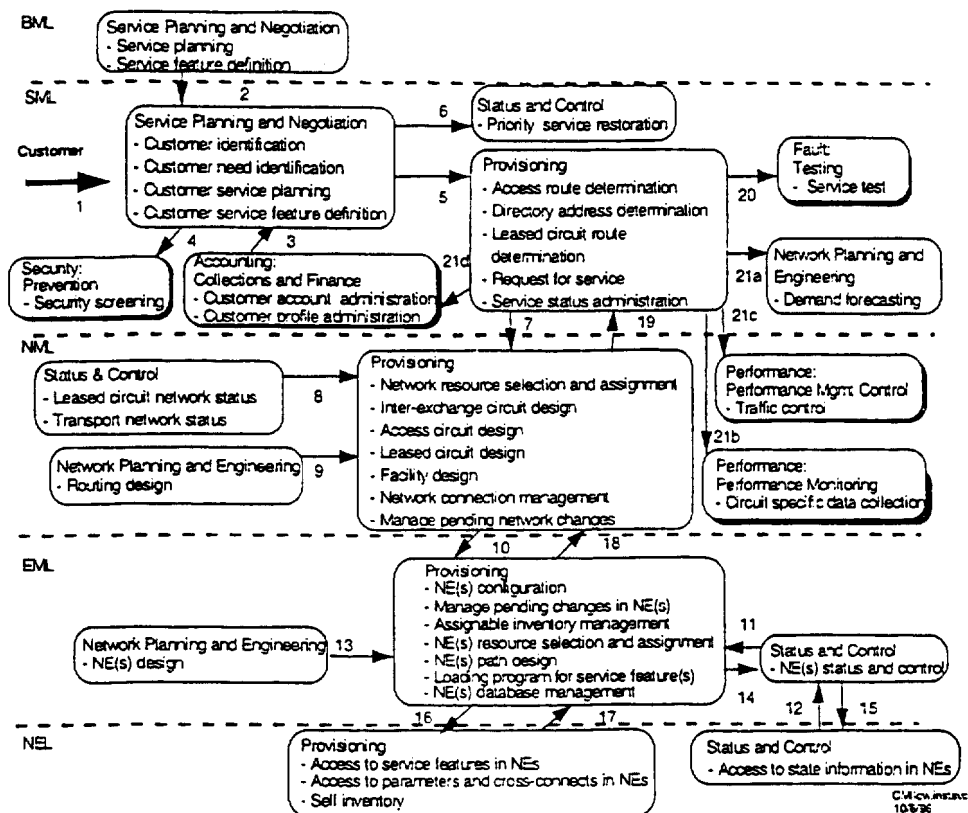 BML
Service Planning and Negotiation
- Service planning
- Service feature definition
2
SML
Service Planning and Negotiation
- Customer identification
- Customer need identification
- Customer service planning
- Customer service feature definition
Customer
1
6
Status and Control
- Priority service restoration
5
Provisioning
- Access route determination
- Directory address determination
- Leased circuit route
determination
- Request for service
- Service status administration
20
Fault:
Testing
- Service test
4
3
Security:
Prevention
- Security screening
Accounting:
Collections and Finance
- Customer account administration
- Customer profile administration
21d
21a
Network Planning and
Engineering
- Demand forecasting
7
19
21c
NML
Status & Control
- Leased circuit network status
- Transport network status
8
Provisioning
- Network resource selection and assignment
- Inter-exchange circuit design
- Access circuit design
- Leased circuit design
- Facility design
- Network connection management
- Manage pending network changes
Performance:
Performance Mgmt Control
- Traffic control
21b
Network Planning and Engineering
- Routing design
9
Performance:
Performance Monitoring
- Circuit specific data collection
10
18
EML
Provisioning
- NE(s) configuration
- Manage pending changes in NE(s)
- Assignable inventory management
- NE(s) resource selection and assignment
- NE(s) path design
- Loading program for service feature(s)
- NE(s) database management
Network Planning and Engineering
- NE(s) design
13
11
Status and Control
- NE(s) status and control
14
12
15
16
17
NEL
Provisioning
- Access to service features in NEs
- Access to parameters and cross-connects in NEs
- Self inventory
Status and Control
- Access to state information in NEs
10/8/96